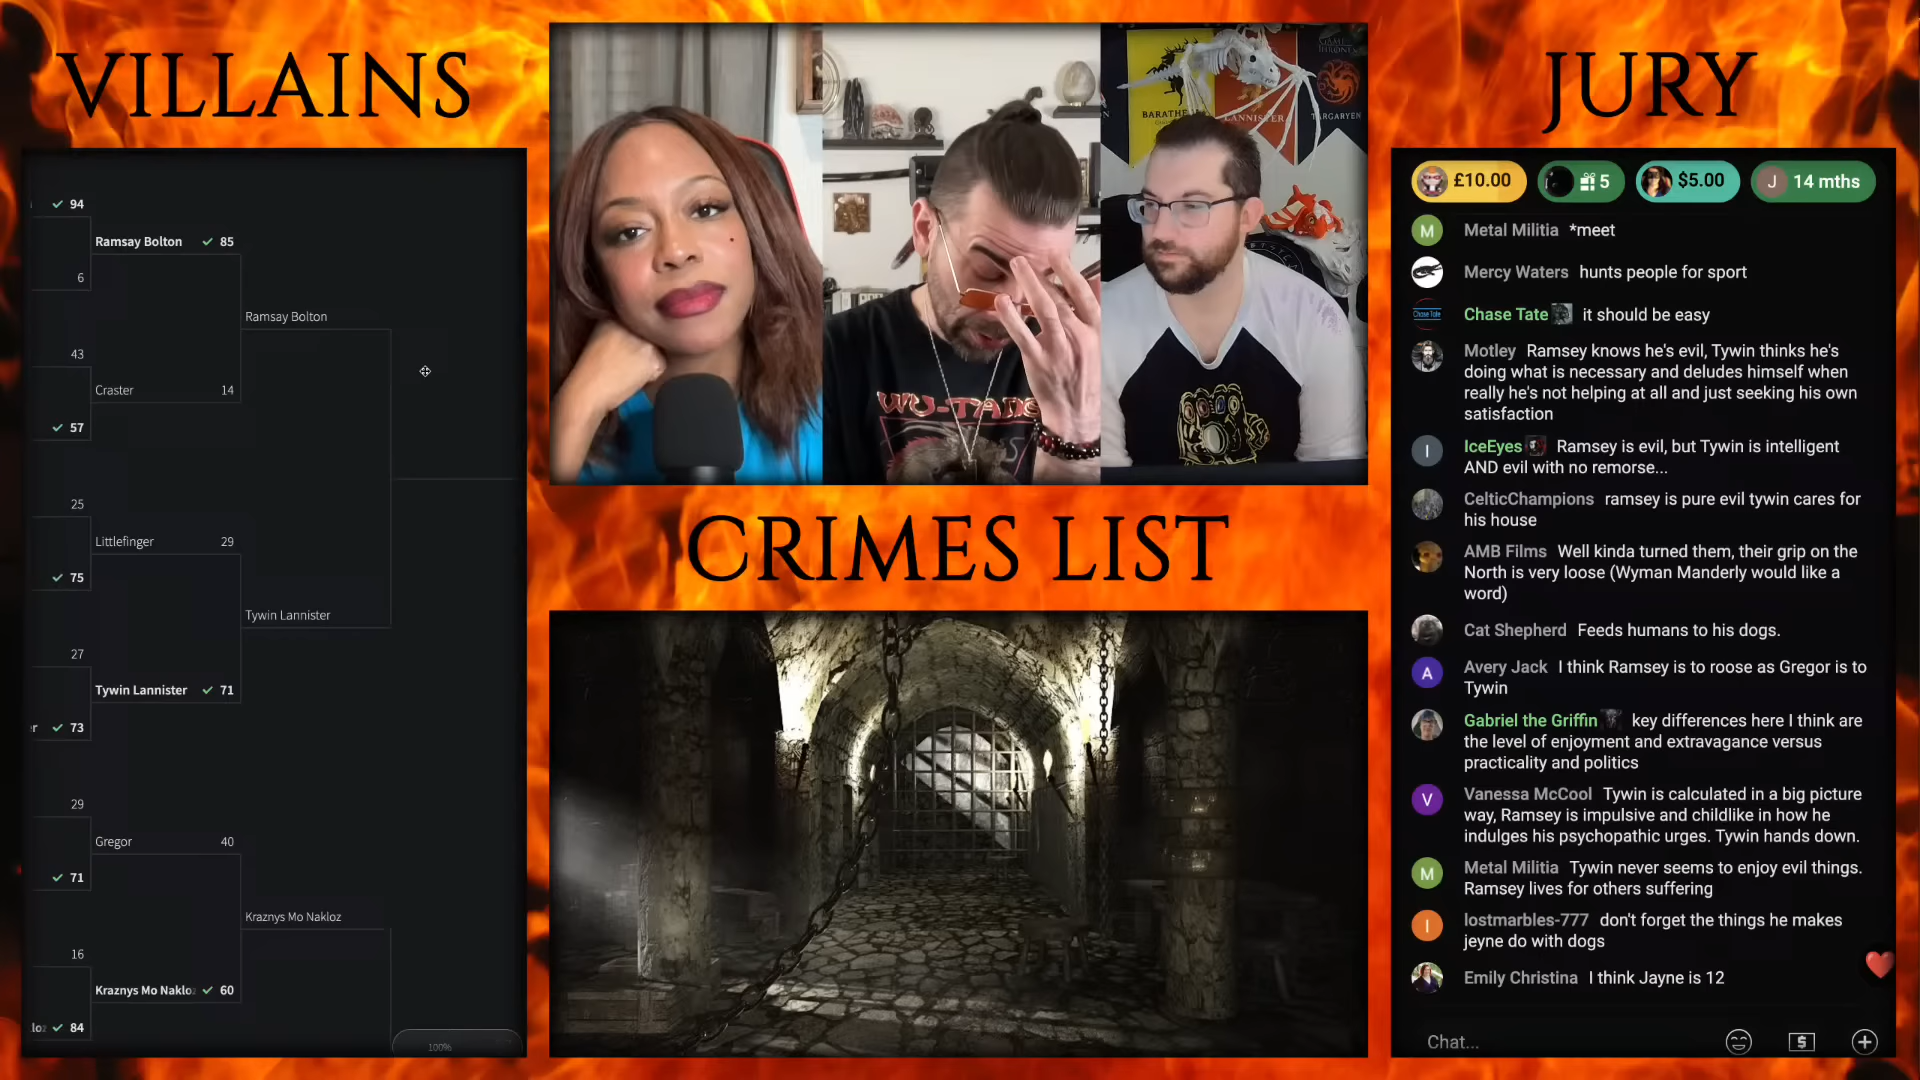 VILLAINS
94
Ramsay Bolton 85
6
Ramsay Bolton
43
Craster 14
57
25
Littlefinger 29
75
Tywin Lannister
27
Tywin Lannister 71
73
29
Gregor 40
71
Kraznys Mo Nakloz
16
60
84
100%
WU-TANG
LANNISTER
TARGARYEN
CRIMES LIST
JURY
£10.00
5
$5.00
J 14 mths
M Metal Militia *meet
Mercy Waters hunts people for sport
Chase Tate Chase Tate it should be easy
Motley Ramsey knows he's evil, Tywin thinks he's
doing what is necessary and deludes himself when
really he's not helping at all and just seeking his own
satisfaction
I IceEyes Ramsey is evil, but Tywin is intelligent
AND evil with no remorse...
CelticChampions ramsey is pure evil tywin cares for
his house
AMB Films Well kinda turned them, their grip on the
North is very loose (Wyman Manderly would like a
word)
Cat Shepherd Feeds humans to his dogs.
A Avery Jack I think Ramsey is to roose as Gregor is to
Tywin
Gabriel the Griffin key differences here I think are
the level of enjoyment and extravagance versus
practicality and politics
V Vanessa McCool Tywin is calculated in a big picture
way, Ramsey is impulsive and childlike in how he
indulges his psychopathic urges. Tywin hands down.
M Metal Militia Tywin never seems to enjoy evil things.
Ramsey lives for others suffering
l lostmarbles-777 don't forget the things he makes
jeyne do with dogs
Emily Christina I think Jayne is 12
Chat...